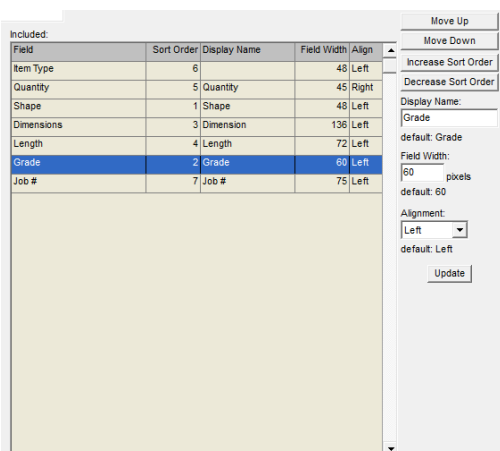 Included:
Field Sort Order Display Name Field Width Align
Item Type 6 48 Left
Quantity 5 Quantity 45 Right
Shape 1 Shape 48 Left
Dimensions 3 Dimension 136 Left
Length 4 Length 72 Left
Grade 2 Grade 60 Left
Job # 7 Job # 75 Left
Move Up
Move Down
Increase Sort Order
Decrease Sort Order
Display Name:
Grade
default: Grade
Field Width:
60 pixels
default: 60
Alignment:
Left
default: Left
Update